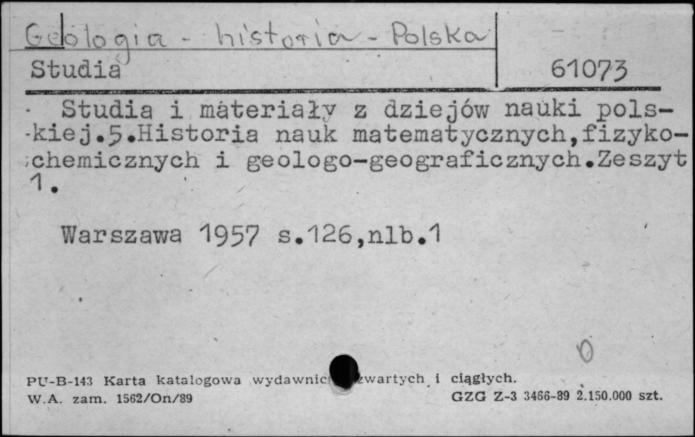 Geologia - historia - Polska
Studia 61073
Studia i materiały z dziejów nauki pols-
kiej.5.Historia nauk matematycznych,fizyko-
chemicznych i geologo-geograficznych.Zeszyt
1.
Warszawa 1957 s.126,nlb.1
0
PU-B-143 Karta katalogowa wydawnic zwartych i ciągłych.
W.A. zam. 1562/On/89 GZG Z-3 3466-89 2.150.000 szt.